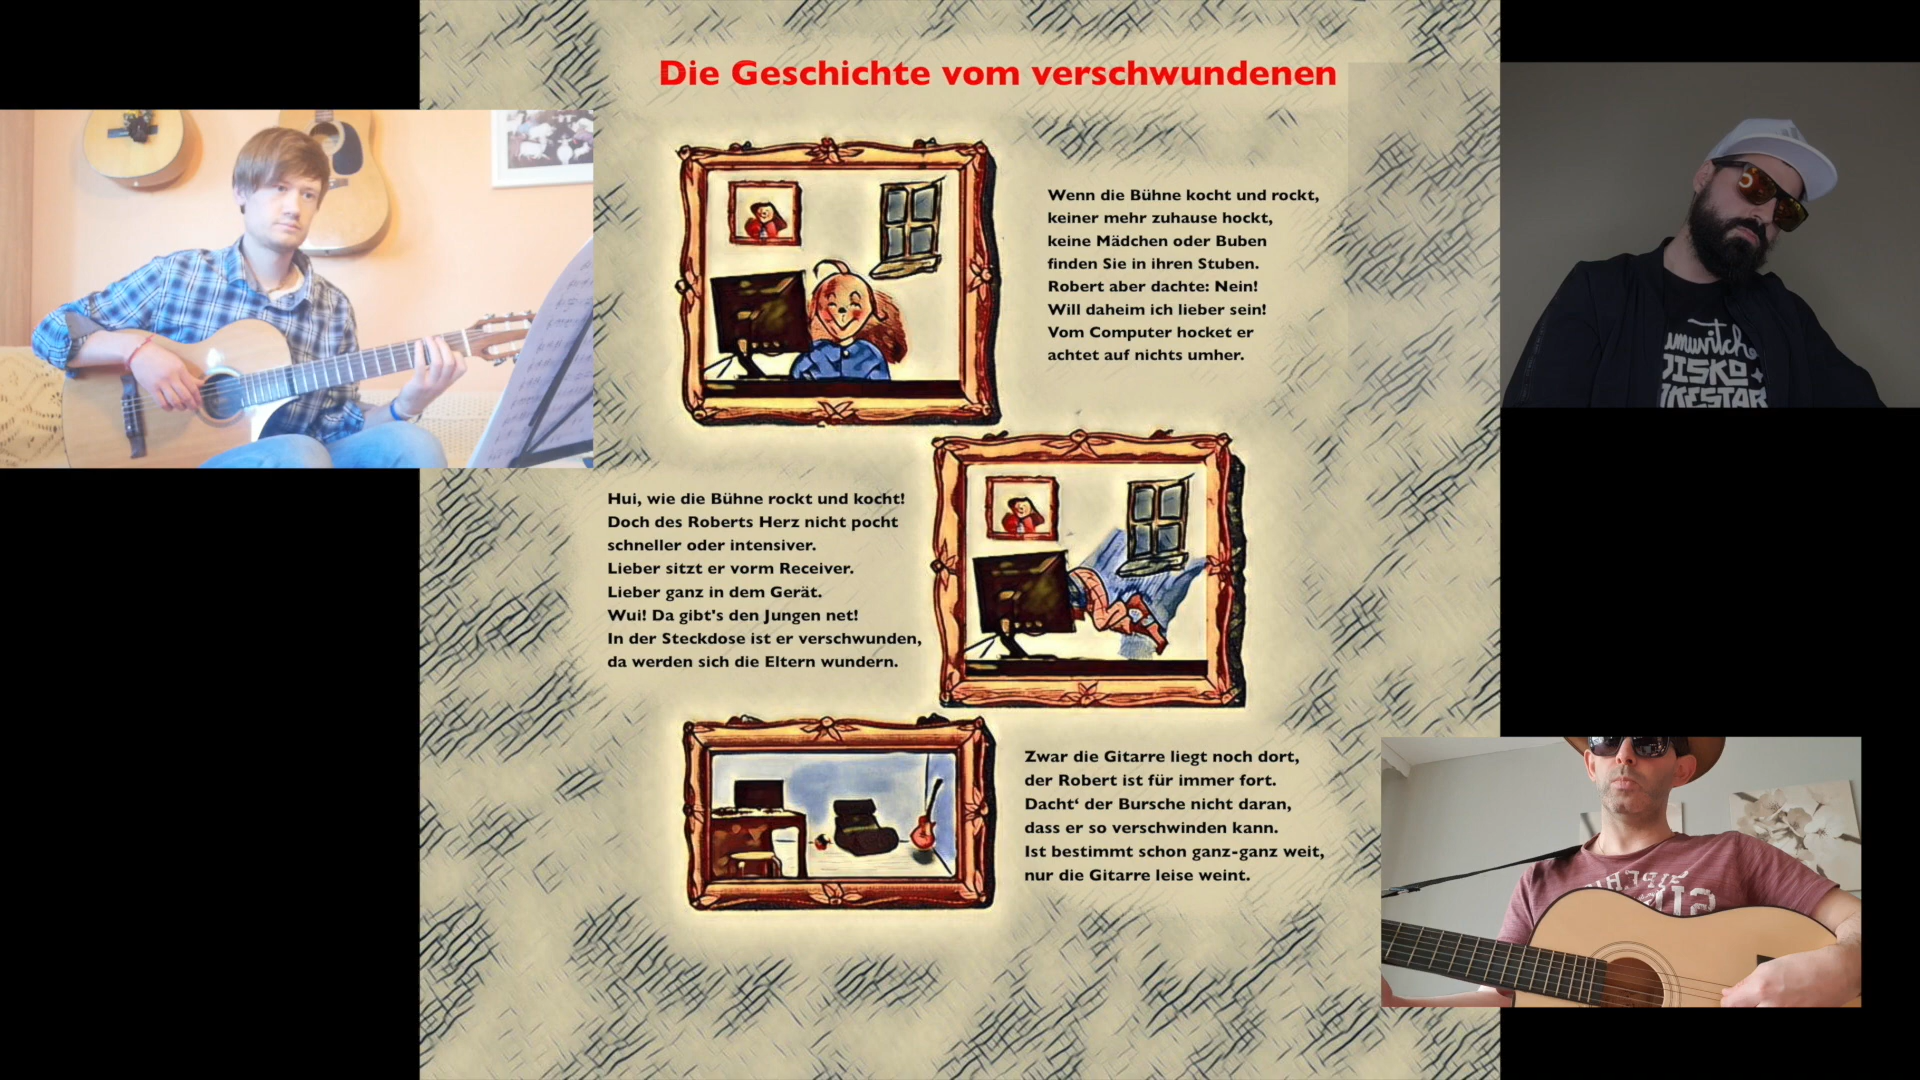 Die Geschichte vom verschwundenen
Wenn die Bühne kocht und rockt,
keiner mehr zuhause hockt,
keine Mädchen oder Buben
finden Sie in ihren Stuben.
Robert aber dachte: Nein!
Will daheim ich lieber sein!
Vom Computer hocket er
achtet auf nichts umher.
Hui, wie die Bühne rockt und kocht!
Doch des Roberts Herz nicht pocht
schneller oder intensiver.
Lieber sitzt er vorm Receiver.
Lieber ganz in dem Gerät.
Wui! Da gibt's den Jungen net!
In der Steckdose ist er verschwunden,
da werden sich die Eltern wundern.
Zwar die Gitarre liegt noch dort,
der Robert ist für immer fort.
Dacht‘ der Bursche nicht daran,
dass er so verschwinden kann.
Ist bestimmt schon ganz-ganz weit,
nur die Gitarre leise weint.